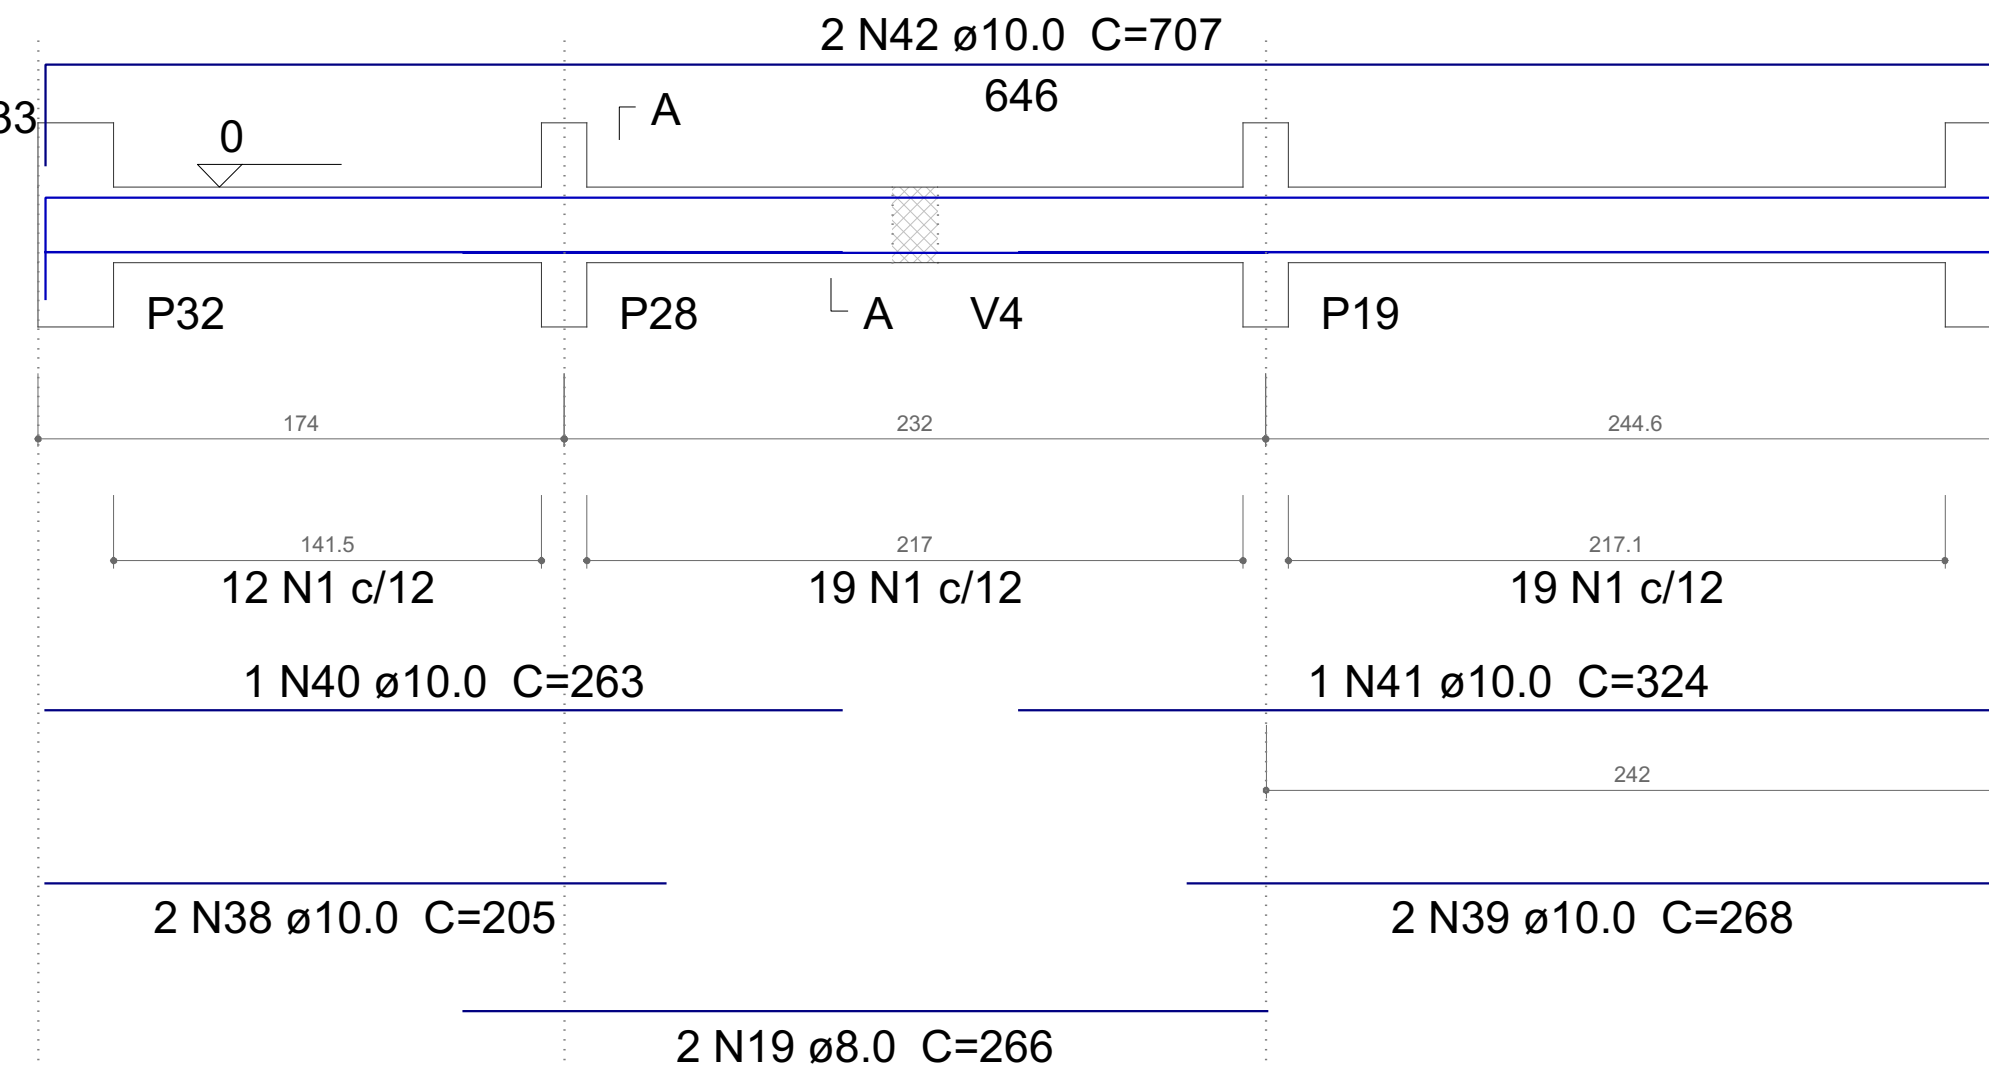 2 N42 ø10.0 C=707
646
33
0
A
P32
P28
A
V4
P19
174
232
244.6
141.5
217
217.1
12 N1 c/12
19 N1 c/12
19 N1 c/12
1 N40 ø10.0 C=263
1 N41 ø10.0 C=324
242
2 N38 ø10.0 C=205
2 N39 ø10.0 C=268
2 N19 ø8.0 C=266